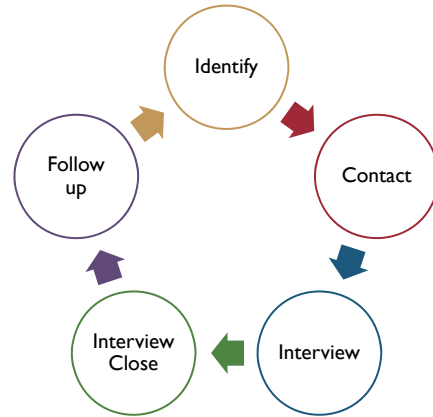 Identify
Contact
Interview
Interview
Close
Follow
up